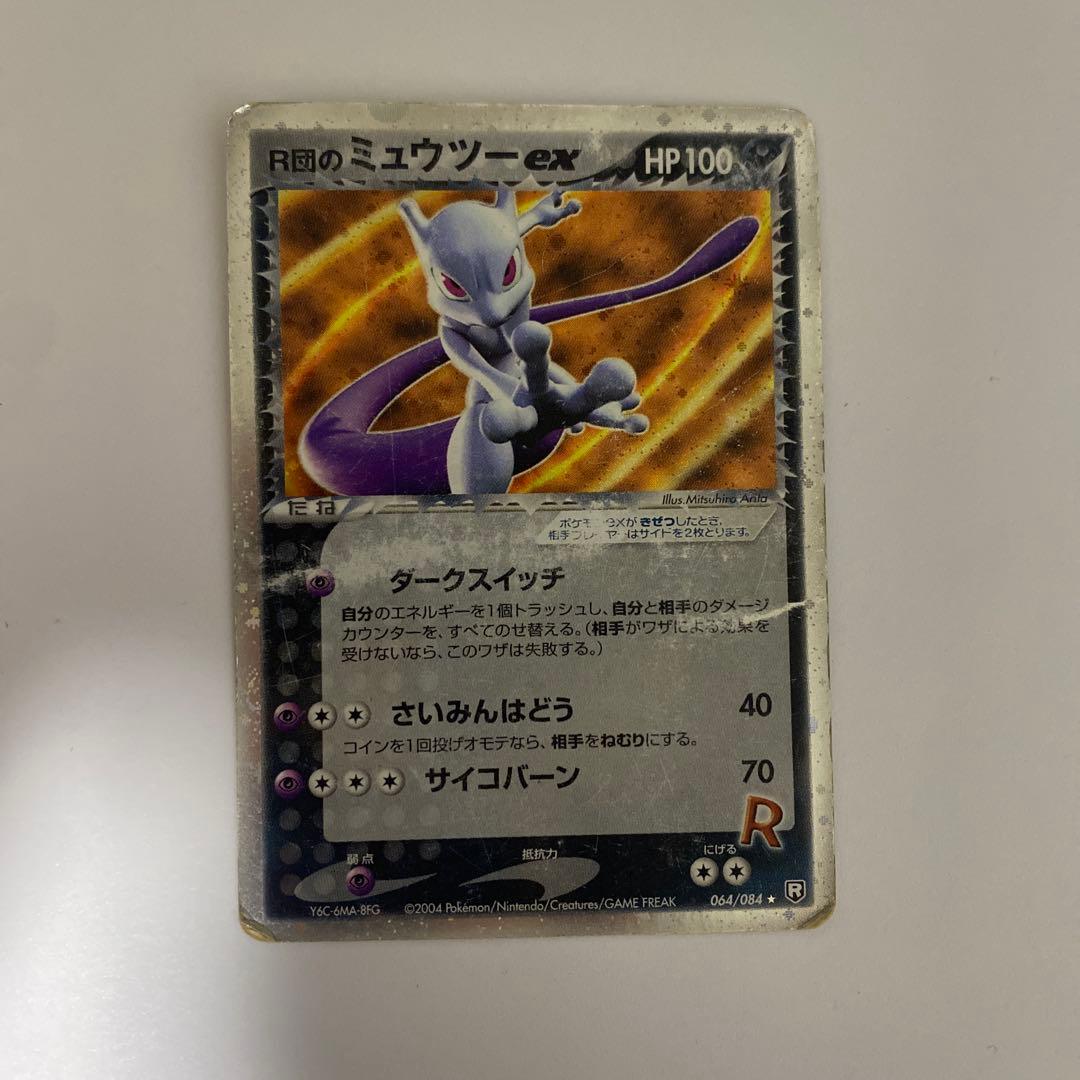 R団の ミュウツー ex HP100
Illus.Mitsuhiro Arita
たね
ポケモンexがきぜつしたとき、
相手プレイヤーはサイドを2枚とります。
ダークスイッチ
自分のエネルギーを1個トラッシュし、自分と相手のダメージ
カウンターを、すべてのせ替える。(相手がワザによる効果を
受けないなら、このワザは失敗する。)
さいみんはどう 40
コインを1回投げオモテなら、相手をねむりにする。
サイコバーン 70
R
弱点 抵抗力 にげる
Y6C-6MA-8FG ©2004 Pokémon/Nintendo/Creatures/GAME FREAK 064/084 ★ R